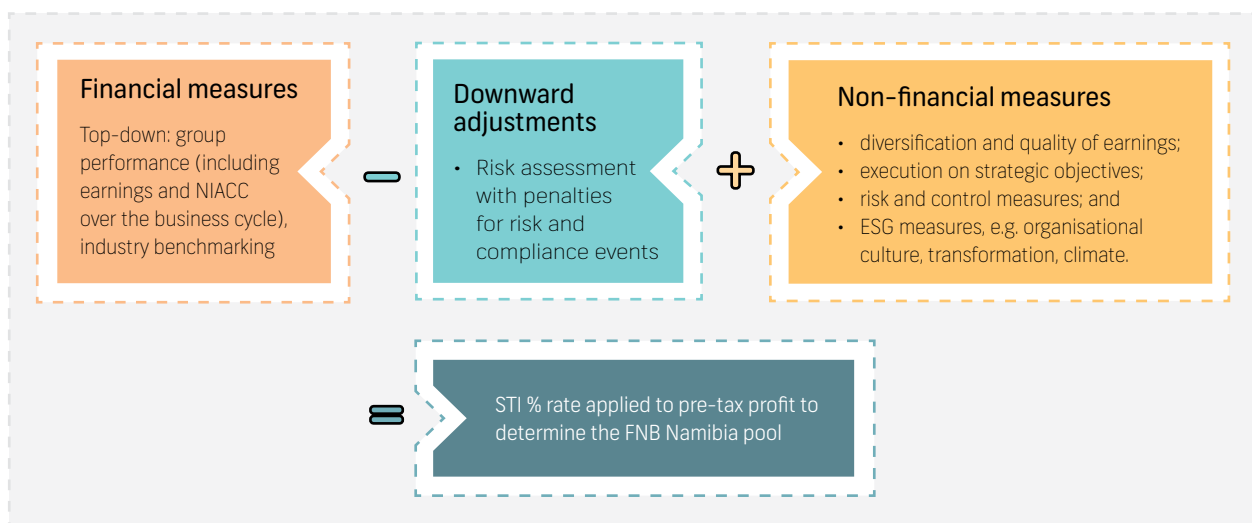 Financial measures
Top-down: group
performance (including
earnings and NIACC
over the business cycle),
industry benchmarking
−
Downward
adjustments
• Risk assessment
with penalties
for risk and
compliance events
+
Non-financial measures
• diversification and quality of earnings;
• execution on strategic objectives;
• risk and control measures; and
• ESG measures, e.g. organisational
culture, transformation, climate.
=
STI % rate applied to pre-tax profit to
determine the FNB Namibia pool